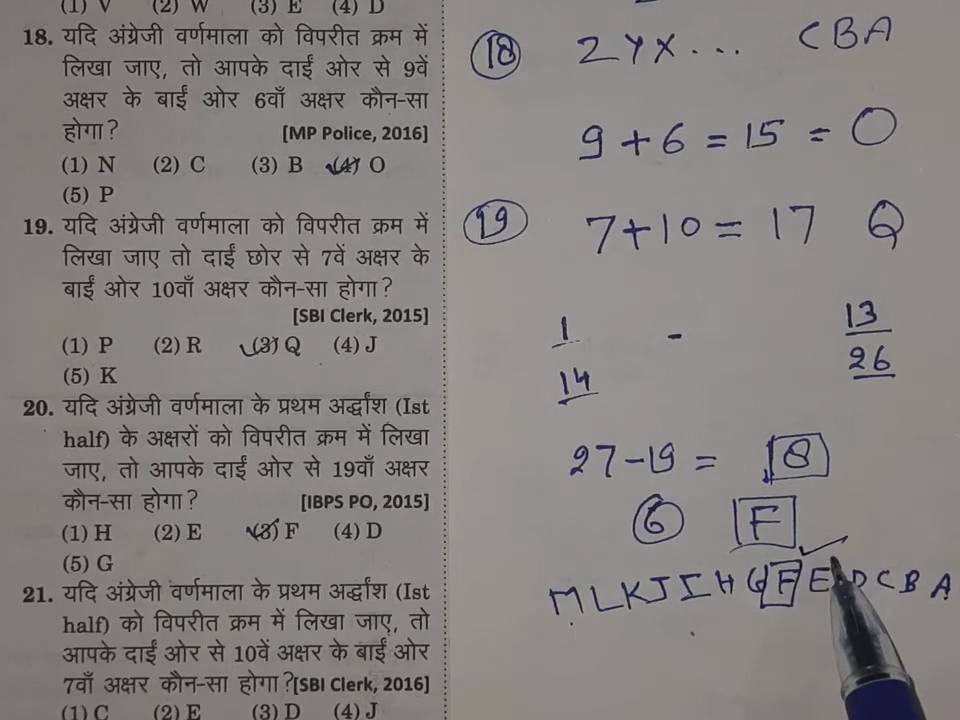 (1) V (2) W (3) E (4) D
18. यदि अंग्रेजी वर्णमाला को विपरीत क्रम में
लिखा जाए, तो आपके दाईं ओर से 9वें
अक्षर के बाईं ओर 6वाँ अक्षर कौन-सा
होगा? [MP Police, 2016]
(1) N (2) C (3) B (4) O
(5) P
19. यदि अंग्रेजी वर्णमाला को विपरीत क्रम में
लिखा जाए तो दाईं छोर से 7वें अक्षर के
बाईं ओर 10वाँ अक्षर कौन-सा होगा?
[SBI Clerk, 2015]
(1) P (2) R (3) Q (4) J
(5) K
20. यदि अंग्रेजी वर्णमाला के प्रथम अर्द्धांश (Ist
half) के अक्षरों को विपरीत क्रम में लिखा
जाए, तो आपके दाईं ओर से 19वाँ अक्षर
कौन-सा होगा? [IBPS PO, 2015]
(1) H (2) E (3) F (4) D
(5) G
21. यदि अंग्रेजी वर्णमाला के प्रथम अर्द्धांश (Ist
half) को विपरीत क्रम में लिखा जाए, तो
आपके दाईं ओर से 10वें अक्षर के बाईं ओर
7वाँ अक्षर कौन-सा होगा? [SBI Clerk, 2016]
(1) C (2) E (3) D (4) J
18 ZYX ... CBA
9 + 6 = 15 = O
19 7 + 10 = 17 Q
1 - 13
14 26
27 - 19 = 8
6 F
M L K J I H G F E D C B A